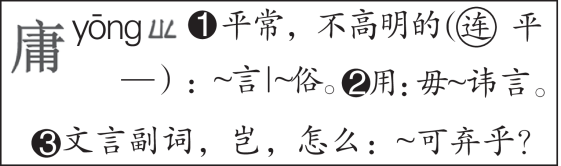 庸 yōng ㄩㄥ ❶平常，不高明的(㊣连 平
—)：~言|~俗。❷用：毋~讳言。
❸文言副词，岂，怎么：~可弃乎？